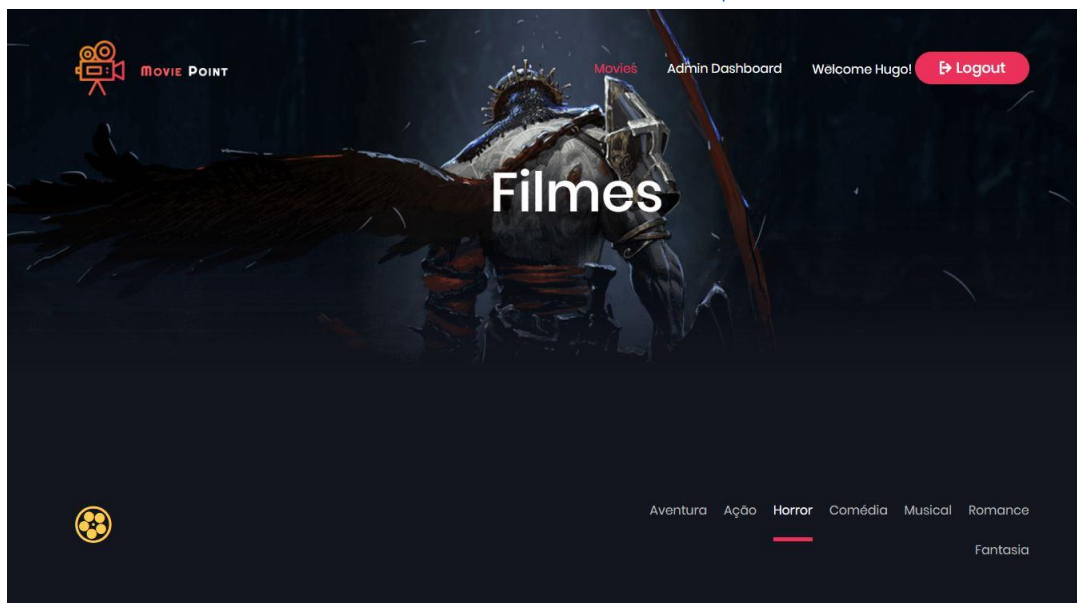 Movie Point
Movies Admin Dashboard Welcome Hugo! Logout
Filmes
Aventura Ação Horror Comédia Musical Romance
Fantasia